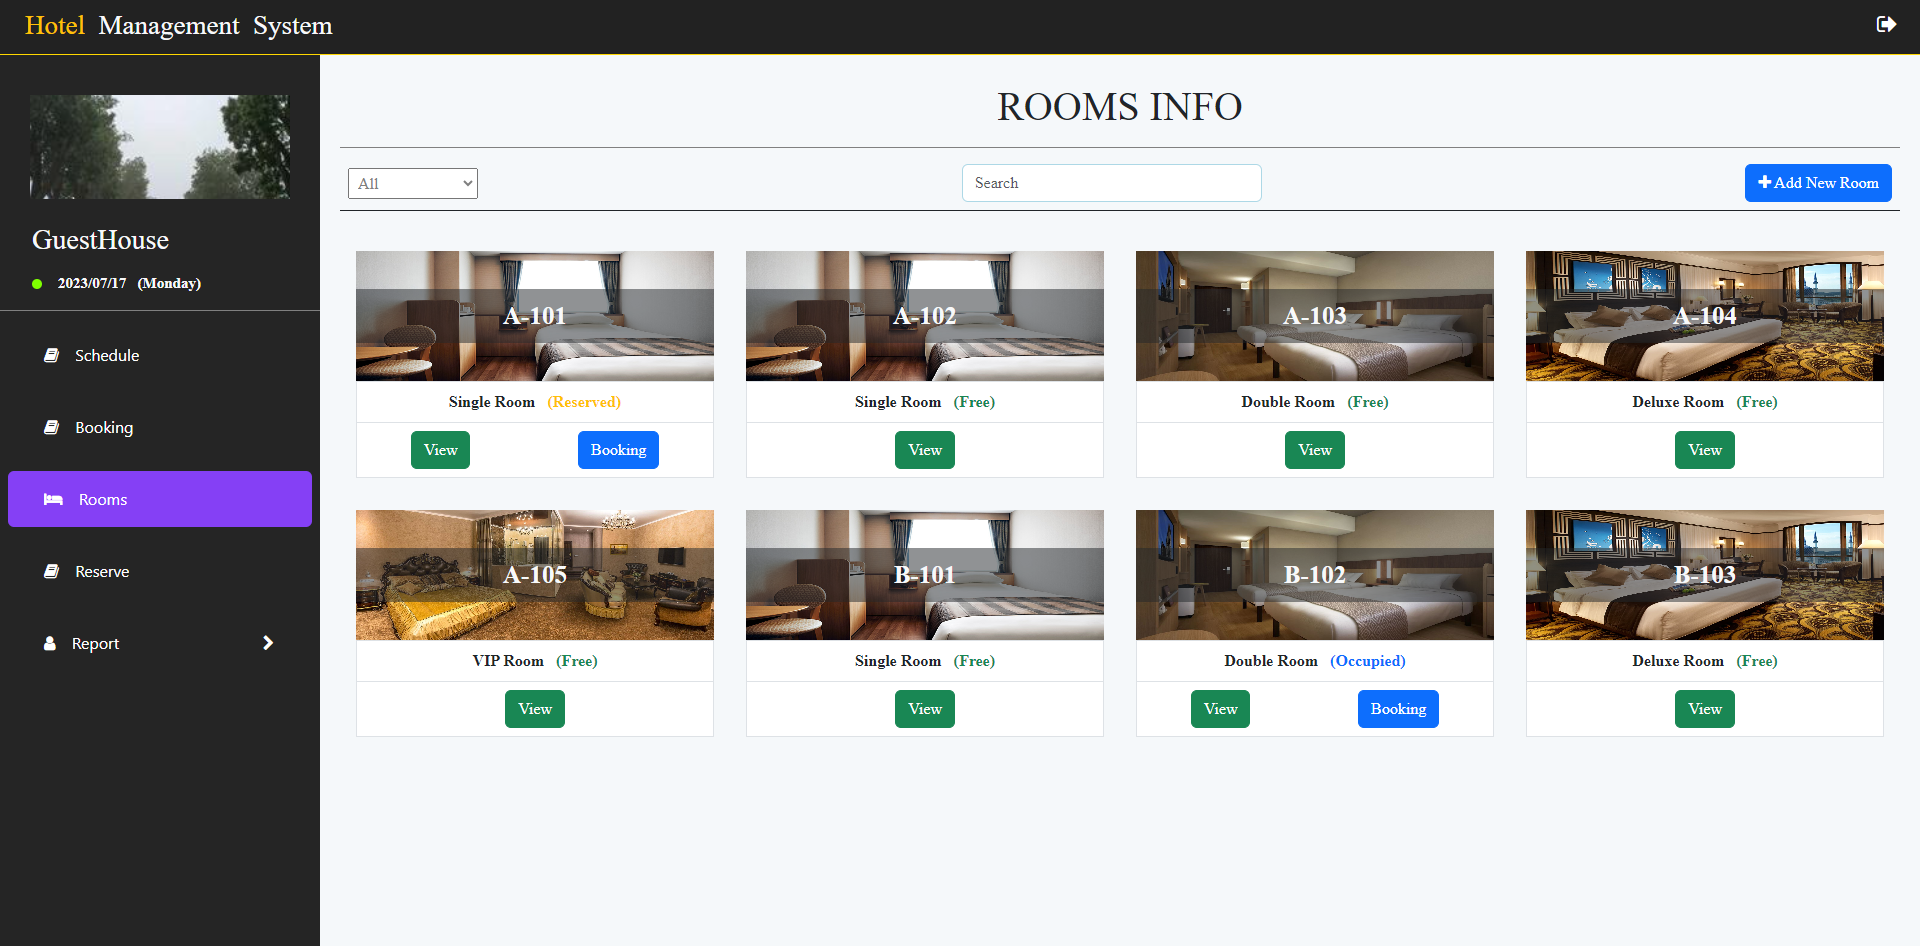 Hotel Management System
GuestHouse
2023/07/17 (Monday)
Schedule
Booking
Rooms
Reserve
Report
ROOMS INFO
All
Search
Add New Room
A-101
Single Room (Reserved)
View
Booking
A-102
Single Room (Free)
View
A-103
Double Room (Free)
View
A-104
Deluxe Room (Free)
View
A-105
VIP Room (Free)
View
B-101
Single Room (Free)
View
B-102
Double Room (Occupied)
View
Booking
B-103
Deluxe Room (Free)
View